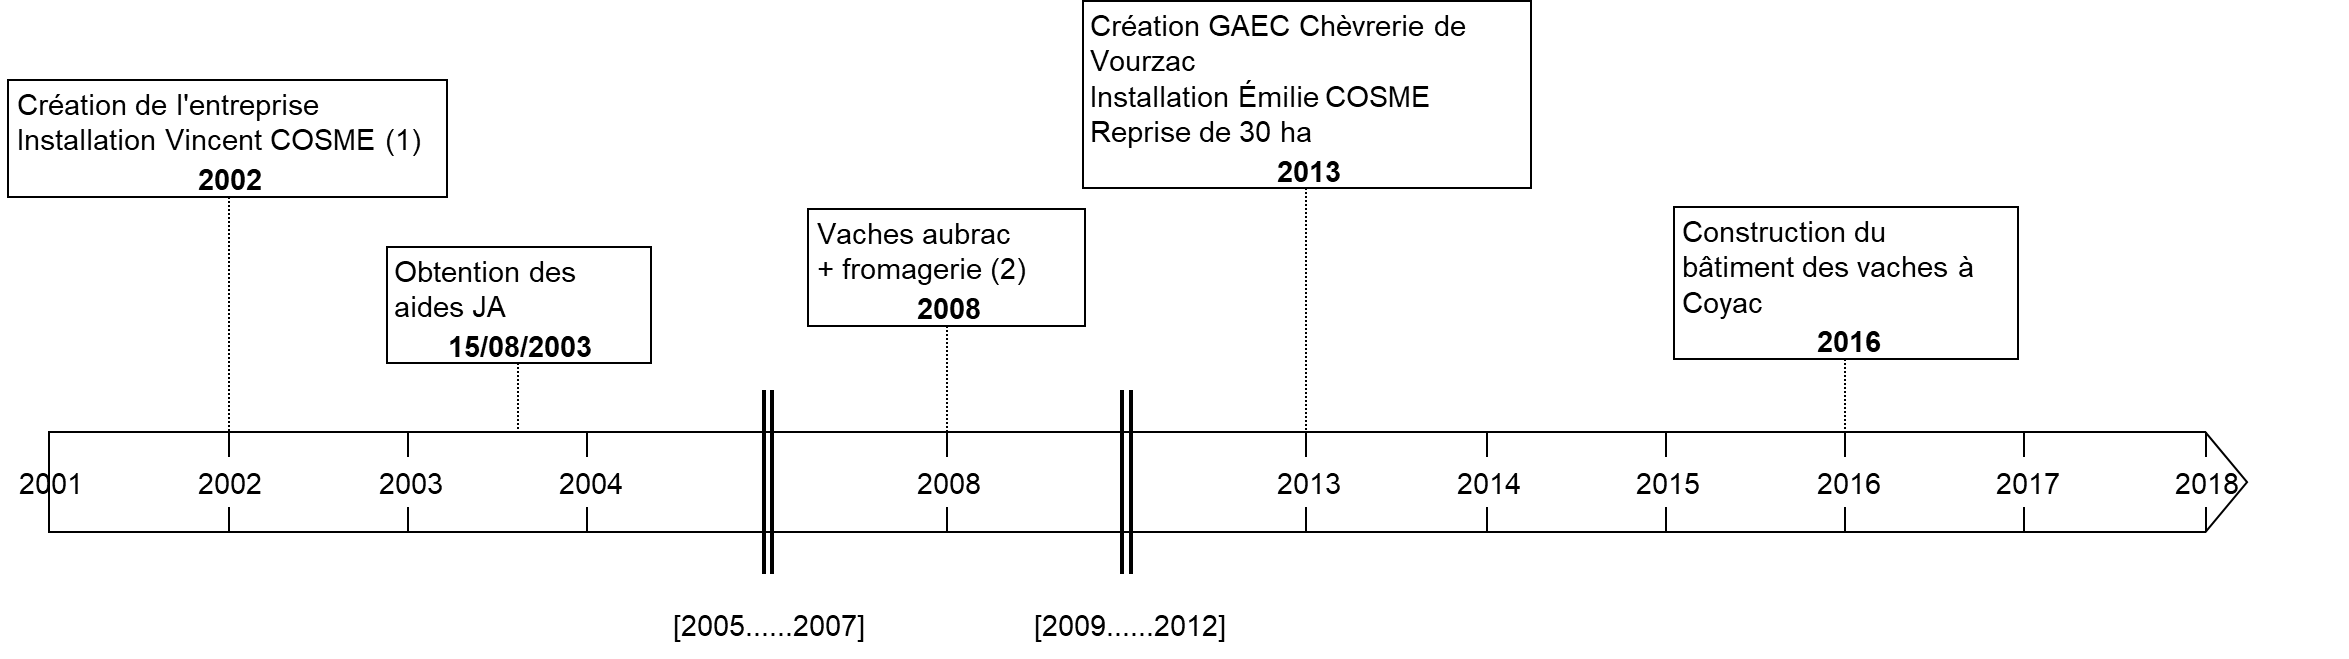 Création de l'entreprise
Installation Vincent COSME (1)
2002
Obtention des
aides JA
15/08/2003
Vaches aubrac
+ fromagerie (2)
2008
Création GAEC Chèvrerie de
Vourzac
Installation Émilie COSME
Reprise de 30 ha
2013
Construction du
bâtiment des vaches à
Coyac
2016
2001 2002 2003 2004 2008 2013 2014 2015 2016 2017 2018
[2005......2007] [2009......2012]